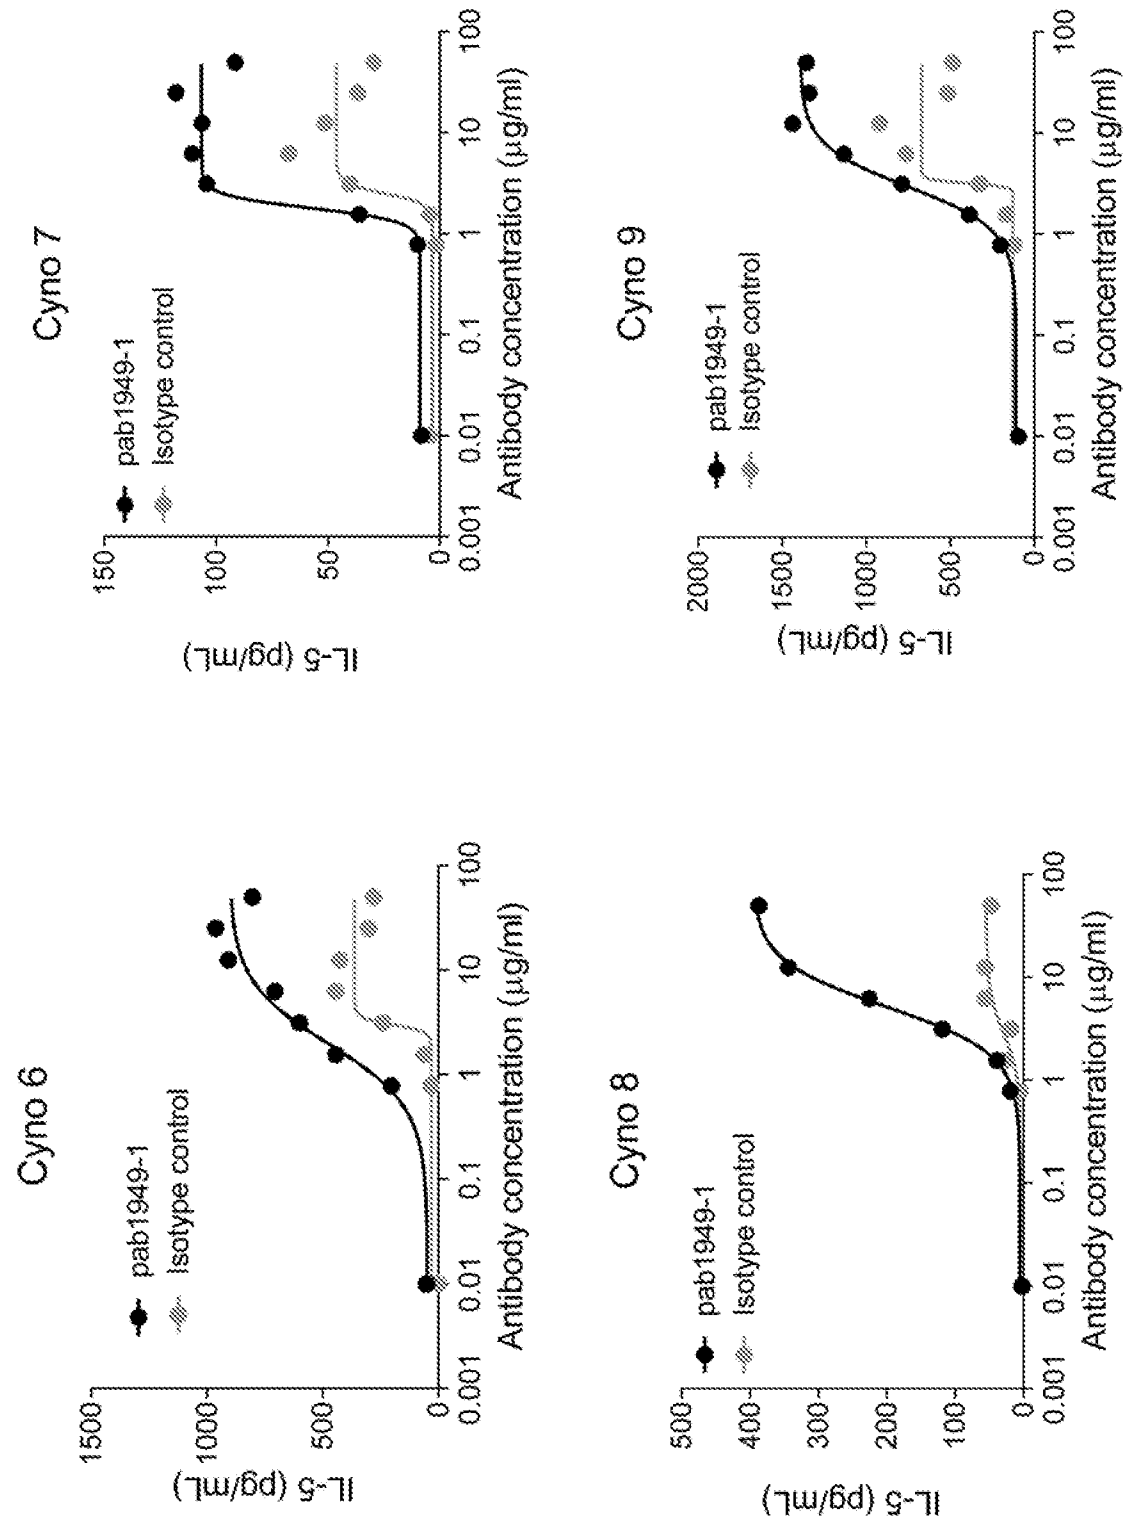 Cyno 6
IL-5 (pg/mL)
1500
1000
500
0
pab1949-1
Isotype control
0.001
0.01
0.1
1
10
100
Antibody concentration (µg/ml)
Cyno 7
IL-5 (pg/mL)
150
100
50
0
pab1949-1
Isotype control
0.001
0.01
0.1
1
10
100
Antibody concentration (µg/ml)
Cyno 8
IL-5 (pg/mL)
500
400
300
200
100
0
pab1949-1
Isotype control
0.001
0.01
0.1
1
10
100
Antibody concentration (µg/ml)
Cyno 9
IL-5 (pg/mL)
2000
1500
1000
500
0
pab1949-1
Isotype control
0.001
0.01
0.1
1
10
100
Antibody concentration (µg/ml)